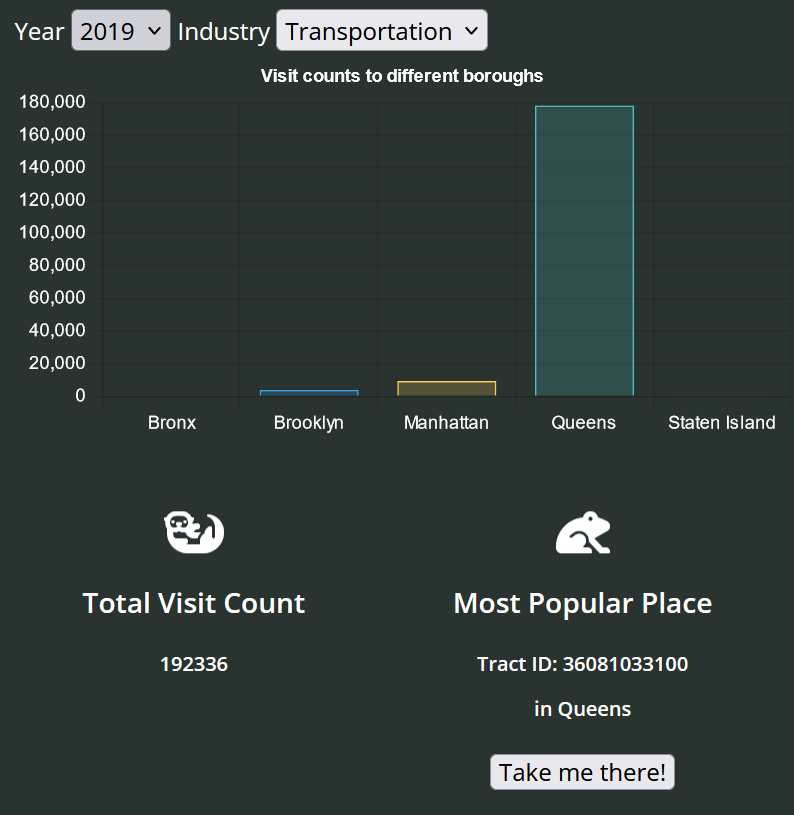 Year 2019 Industry Transportation
Visit counts to different boroughs
180,000
160,000
140,000
120,000
100,000
80,000
60,000
40,000
20,000
0
Bronx Brooklyn Manhattan Queens Staten Island
Total Visit Count
192336
Most Popular Place
Tract ID: 36081033100
in Queens
Take me there!